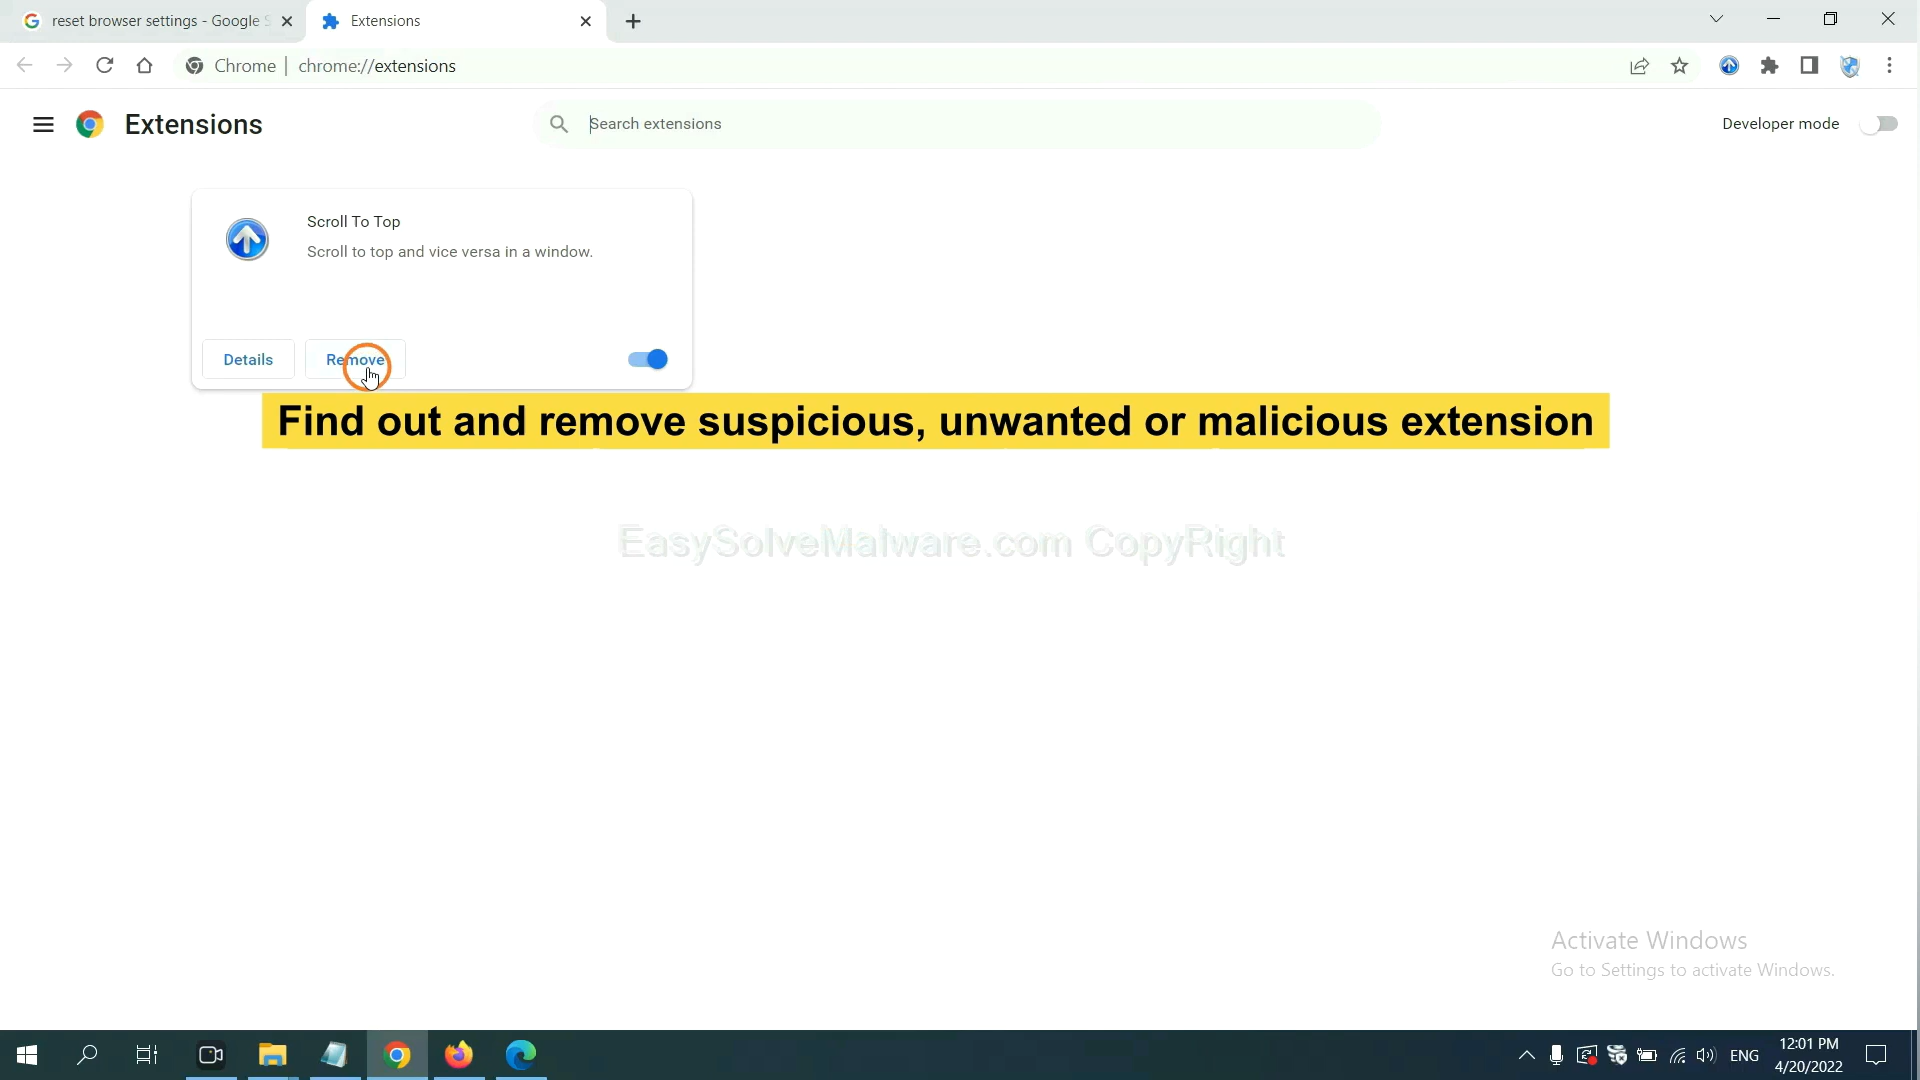 reset browser settings - Google S
Extensions
Chrome
chrome://extensions
Extensions
Search extensions
Developer mode
Scroll To Top
Scroll to top and vice versa in a window.
Details
Remove
Find out and remove suspicious, unwanted or malicious extension
EasySolveMalware.com CopyRight
Activate Windows
Go to Settings to activate Windows.
ENG
12:01 PM
4/20/2022